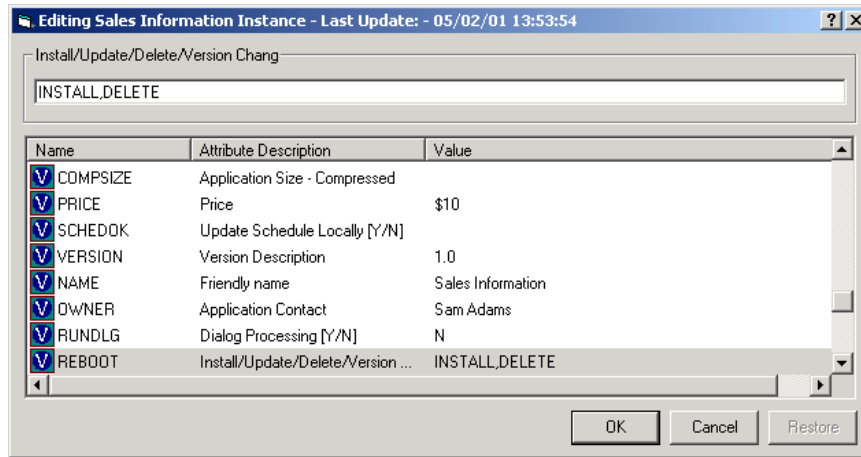 Editing Sales Information Instance - Last Update: - 05/02/01 13:53:54
Install/Update/Delete/Version Chang
INSTALL,DELETE
Name Attribute Description Value
V COMPSIZE Application Size - Compressed
V PRICE Price $10
V SCHEDOK Update Schedule Locally [Y/N]
V VERSION Version Description 1.0
V NAME Friendly name Sales Information
V OWNER Application Contact Sam Adams
V RUNDLG Dialog Processing [Y/N] N
V REBOOT Install/Update/Delete/Version ... INSTALL,DELETE
OK Cancel Restore